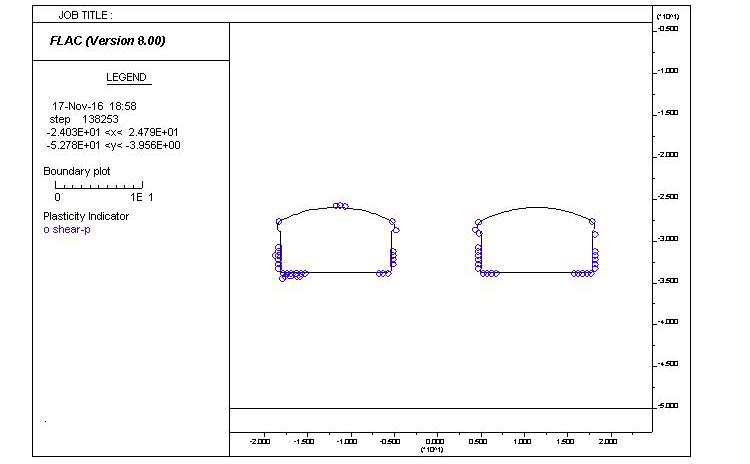 JOB TITLE :
FLAC (Version 8.00)
LEGEND
17-Nov-16 18:58
step 138253
-2.403E+01 <x< 2.479E+01
-5.278E+01 <y< -3.956E+00
Boundary plot
0 1E 1
Plasticity Indicator
o shear-p
(*10^1)
-0.500
-1.000
-1.500
-2.000
-2.500
-3.000
-3.500
-4.000
-4.500
-5.000
-2.000 -1.500 -1.000 -0.500 0.000 0.500 1.000 1.500 2.000
(*10^1)